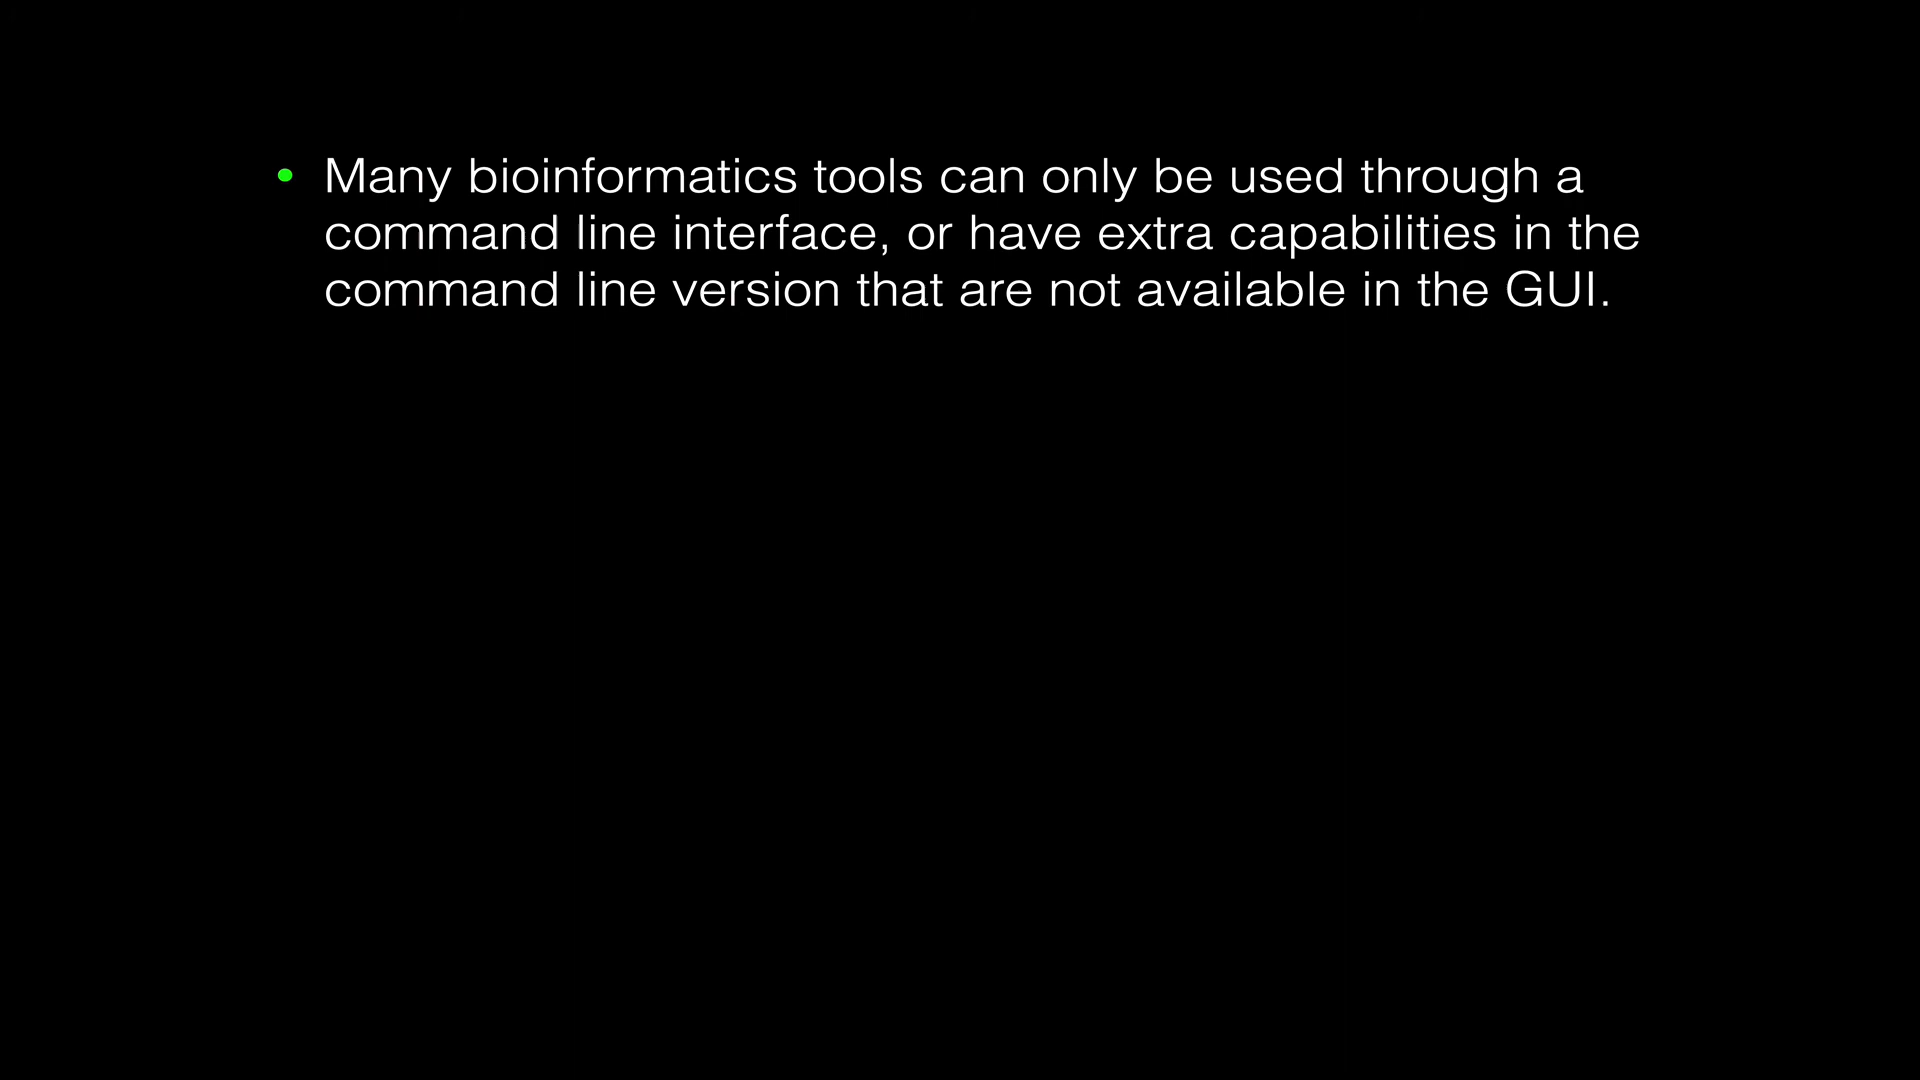 • Many bioinformatics tools can only be used through a
command line interface, or have extra capabilities in the
command line version that are not available in the GUI.